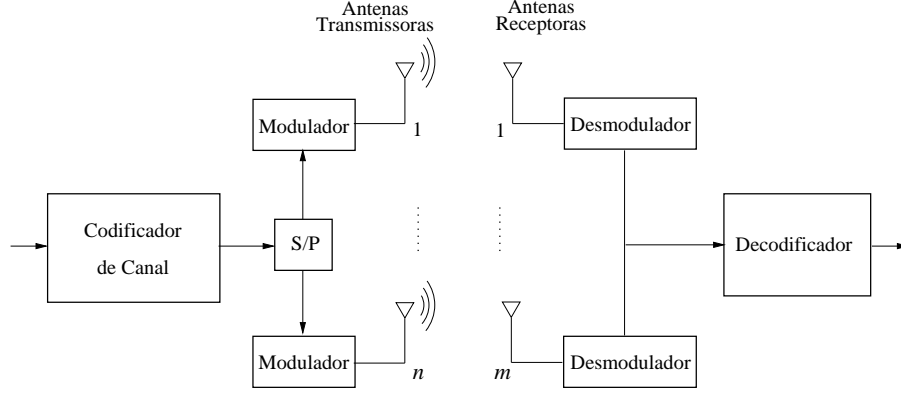 Antenas
Transmissoras
Antenas
Receptoras
Modulador
1
1
Desmodulador
Codificador
de Canal
S/P
Decodificador
Modulador
n
m
Desmodulador